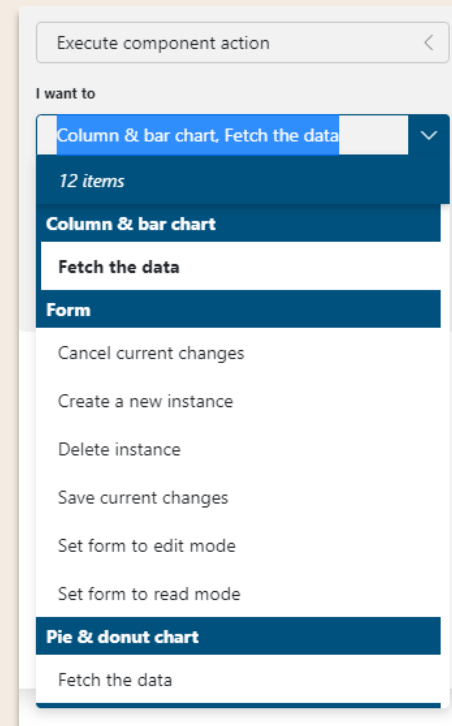 Execute component action
I want to
Column & bar chart, Fetch the data
12 items
Column & bar chart
Fetch the data
Form
Cancel current changes
Create a new instance
Delete instance
Save current changes
Set form to edit mode
Set form to read mode
Pie & donut chart
Fetch the data